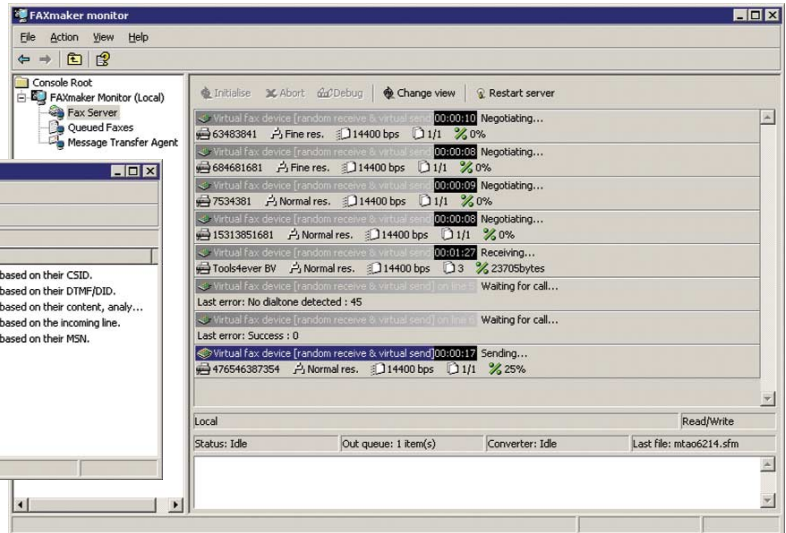 FAXmaker monitor
File Action View Help
Console Root
FAXmaker Monitor (Local)
Fax Server
Queued Faxes
Message Transfer Agent
based on their CSID.
based on their DTMF/DID.
based on their content, analy...
based on the incoming line.
based on their MSN.
Initialise Abort Debug Change view Restart server
Virtual fax device [random receive & virtual send 00:00:10 Negotiating...
63483841 Fine res. 14400 bps 1/1 0%
Virtual fax device [random receive & virtual send 00:00:08 Negotiating...
684681681 Fine res. 14400 bps 1/1 0%
Virtual fax device [random receive & virtual send 00:00:09 Negotiating...
7534381 Normal res. 14400 bps 1/1 0%
Virtual fax device [random receive & virtual send 00:00:08 Negotiating...
15313851681 Normal res. 14400 bps 1/1 0%
Virtual fax device [random receive & virtual send 00:01:27 Receiving...
Tools4ever BV Normal res. 14400 bps 3 23705bytes
Virtual fax device [random receive & virtual send] on line 5 Waiting for call...
Last error: No dialtone detected : 45
Virtual fax device [random receive & virtual send] on line 6 Waiting for call...
Last error: Success : 0
Virtual fax device [random receive & virtual send] 00:00:17 Sending...
476546387354 Normal res. 14400 bps 1/1 25%
Local Read/Write
Status: Idle Out queue: 1 item(s) Converter: Idle Last file: mtao6214.sfm